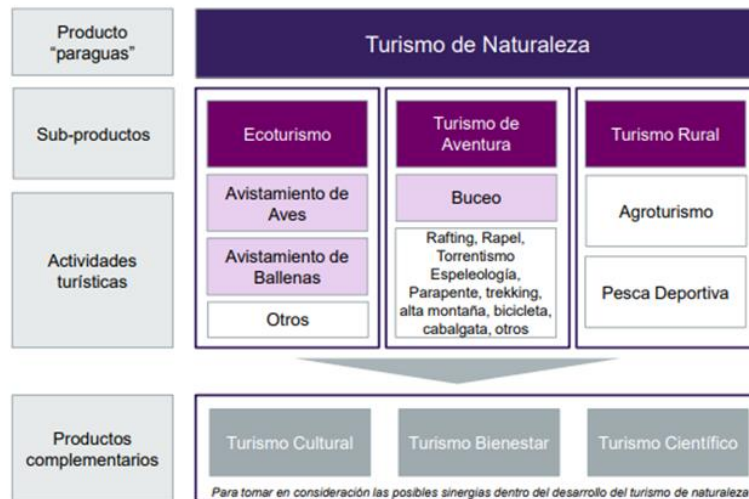 Producto
“paraguas”
Turismo de Naturaleza
Sub-productos
Ecoturismo
Turismo de
Aventura
Turismo Rural
Actividades
turísticas
Avistamiento de
Aves
Avistamiento de
Ballenas
Otros
Buceo
Rafting, Rapel,
Torrentismo
Espeleología,
Parapente, trekking,
alta montaña, bicicleta,
cabalgata, otros
Agroturismo
Pesca Deportiva
Productos
complementarios
Turismo Cultural
Turismo Bienestar
Turismo Científico
Para tomar en consideración las posibles sinergias dentro del desarrollo del turismo de naturaleza